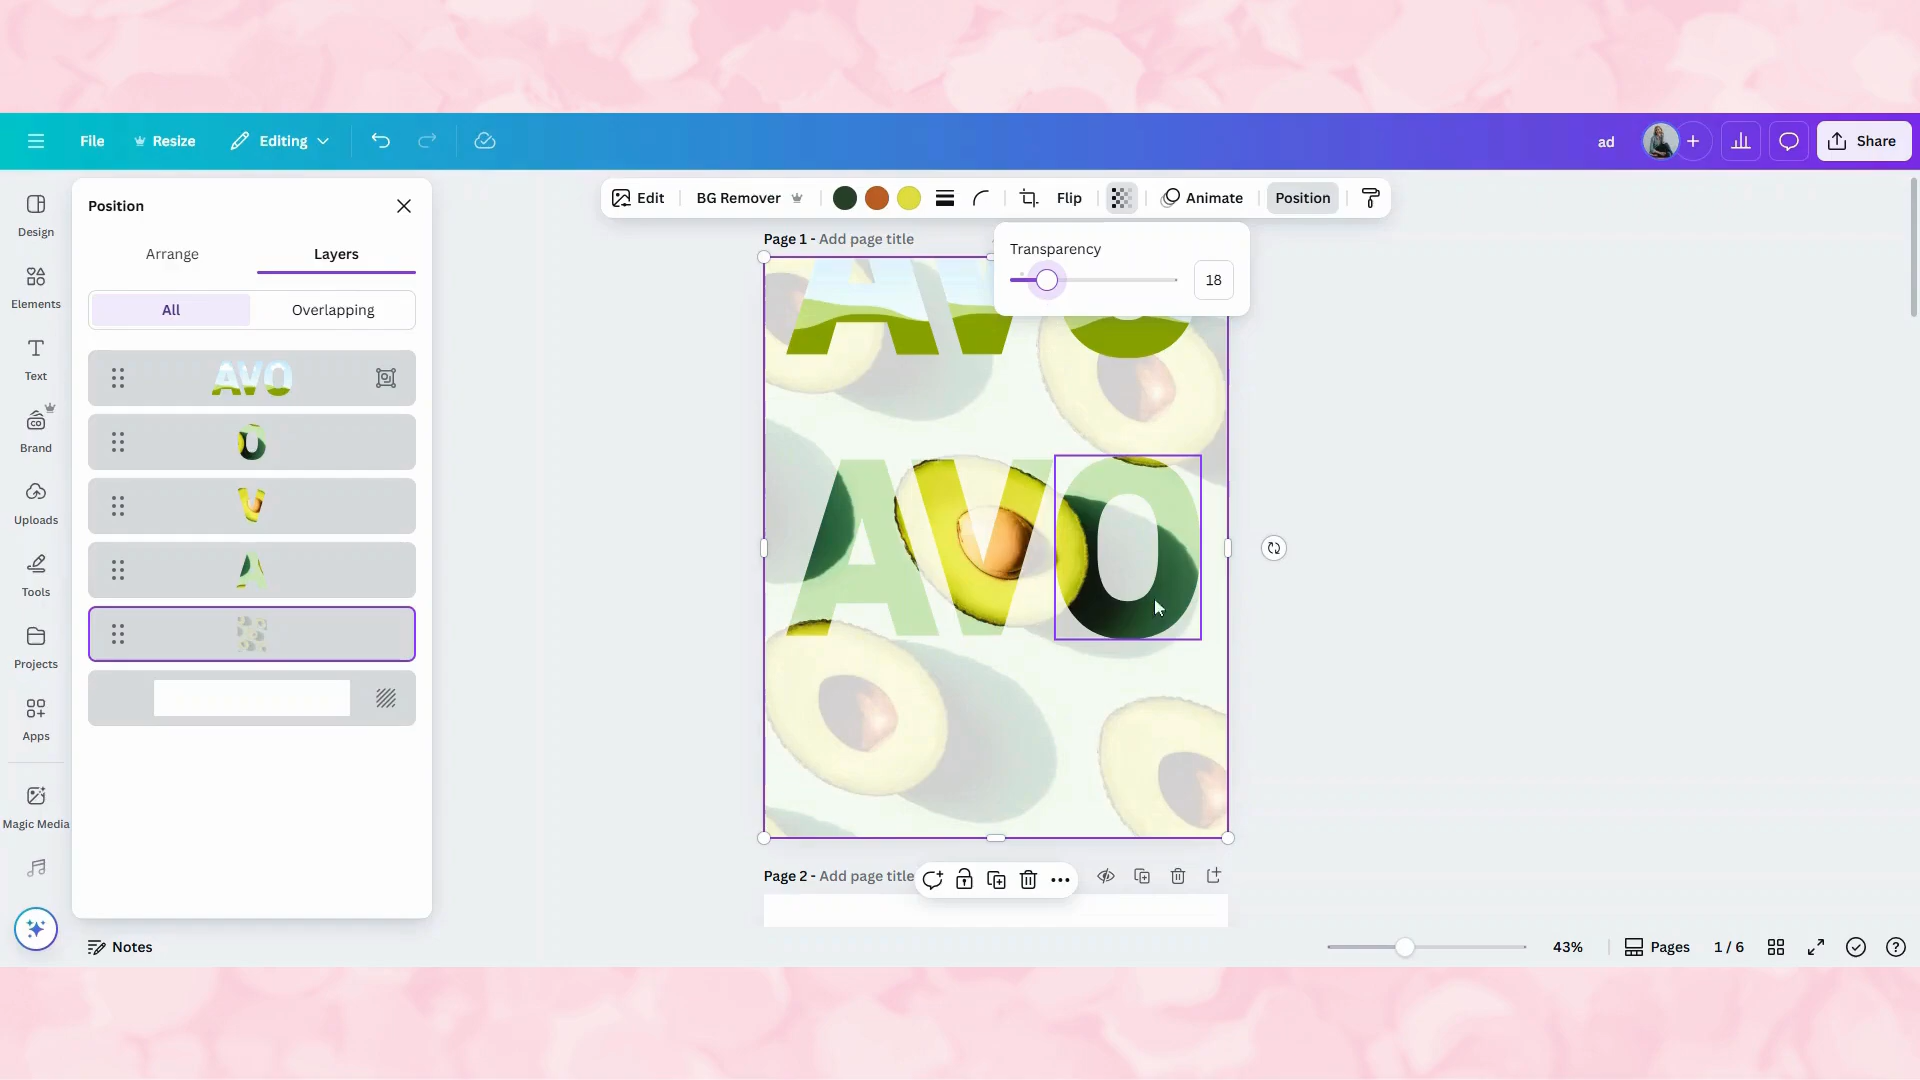 File Resize Editing ad Share
Position
Edit BG Remover Flip Animate Position
Arrange Layers
Page 1 - Add page title
Transparency
18
All Overlapping
AVO
O
V
A
AVO
AVO
Design
Elements
Text
Brand
Uploads
Tools
Projects
Apps
Magic Media
Page 2 - Add page title
Notes
43% Pages 1 / 6